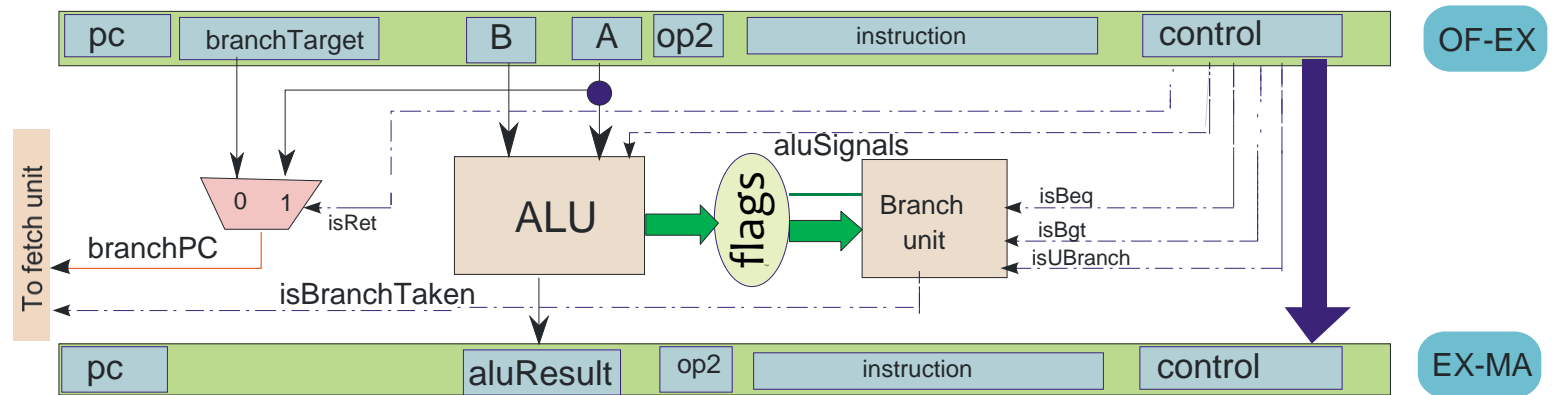 pc
branchTarget
B
A
op2
instruction
control
OF-EX
aluSignals
To fetch unit
0
1
isRet
ALU
flags
Branch
unit
isBeq
isBgt
isUBranch
branchPC
isBranchTaken
pc
aluResult
op2
instruction
control
EX-MA